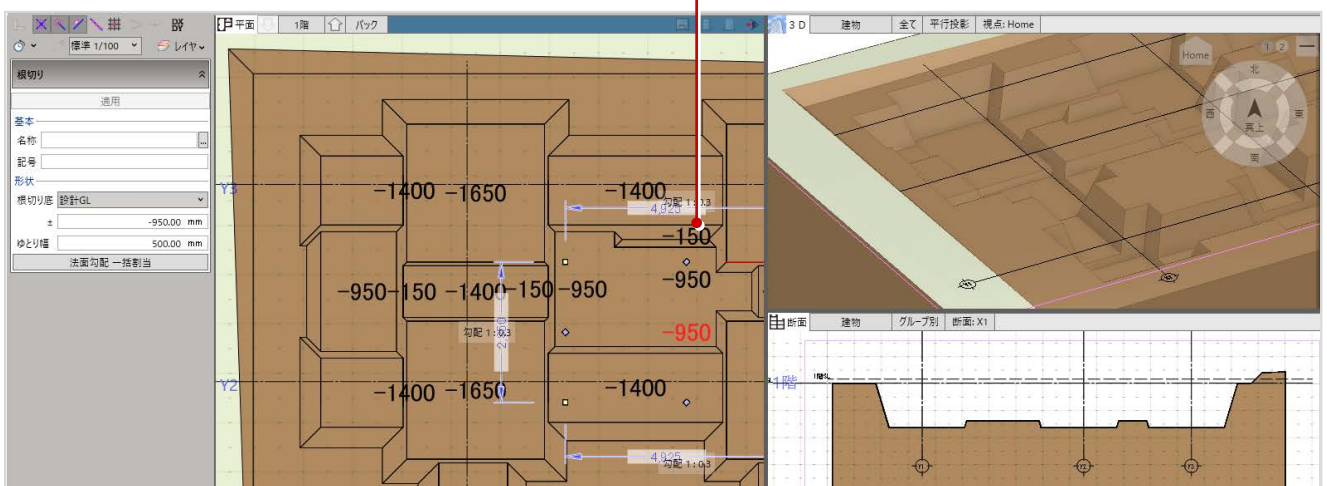 標準 1/100
レイヤ
根切り
適用
基本
名称
...
記号
形状
根切り底 設計GL
± -950.00 mm
ゆとり幅 500.00 mm
法面勾配 一括割当
平面
1階
バック
Y3
-1400
-1650
-1400
勾配 1:0.3
4,925
-150
-950
-950
-150
-1400
-150
-950
-950
勾配 1:0.3
Y2
-1400
-1650
-1400
4,925
勾配 1:0.3
3D
建物
全て
平行投影
視点: Home
Home
1
2
北
西
東
真上
南
断面
建物
グループ別
断面: X1
1階
Y1
Y2
Y3